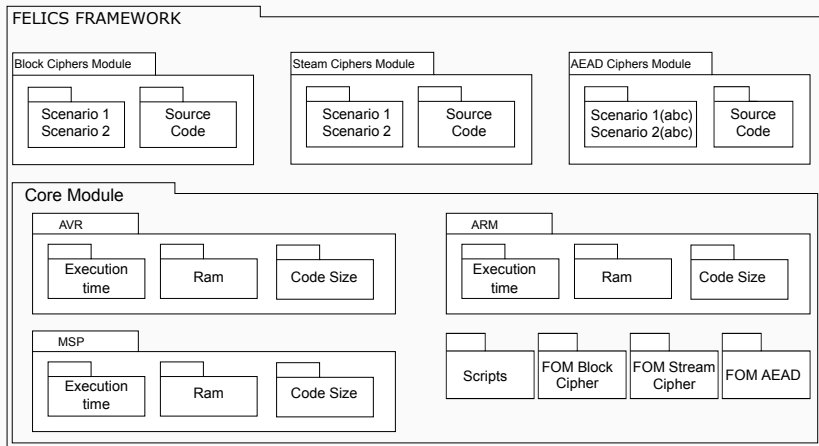 FELICS FRAMEWORK
Block Ciphers Module
Steam Ciphers Module
AEAD Ciphers Module
Scenario 1
Scenario 2
Source
Code
Scenario 1
Scenario 2
Source
Code
Scenario 1(abc)
Scenario 2(abc)
Source
Code
Core Module
AVR
Execution
time
Ram
Code Size
ARM
Execution
time
Ram
Code Size
MSP
Execution
time
Ram
Code Size
Scripts
FOM Block
Cipher
FOM Stream
Cipher
FOM AEAD